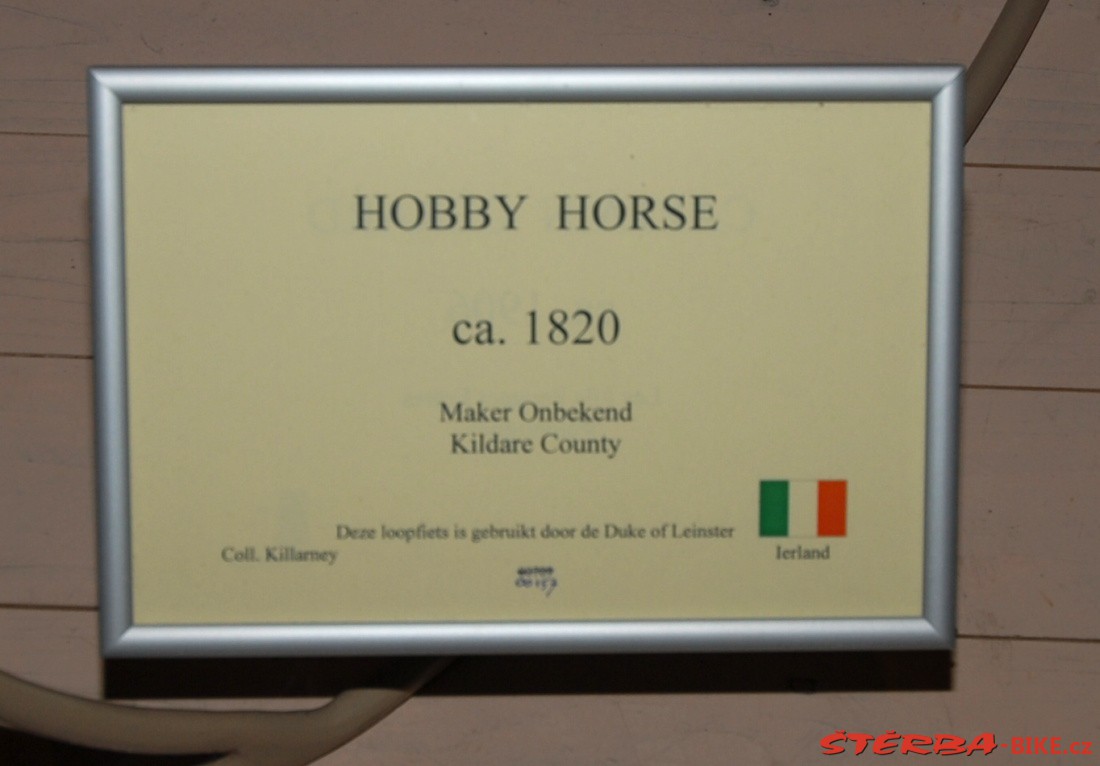 HOBBY HORSE
ca. 1820
Maker Onbekend
Kildare County
Deze loopfiets is gebruikt door de Duke of Leinster
Coll. Killarney
Ierland
ŠTĚRBA-BIKE.cz